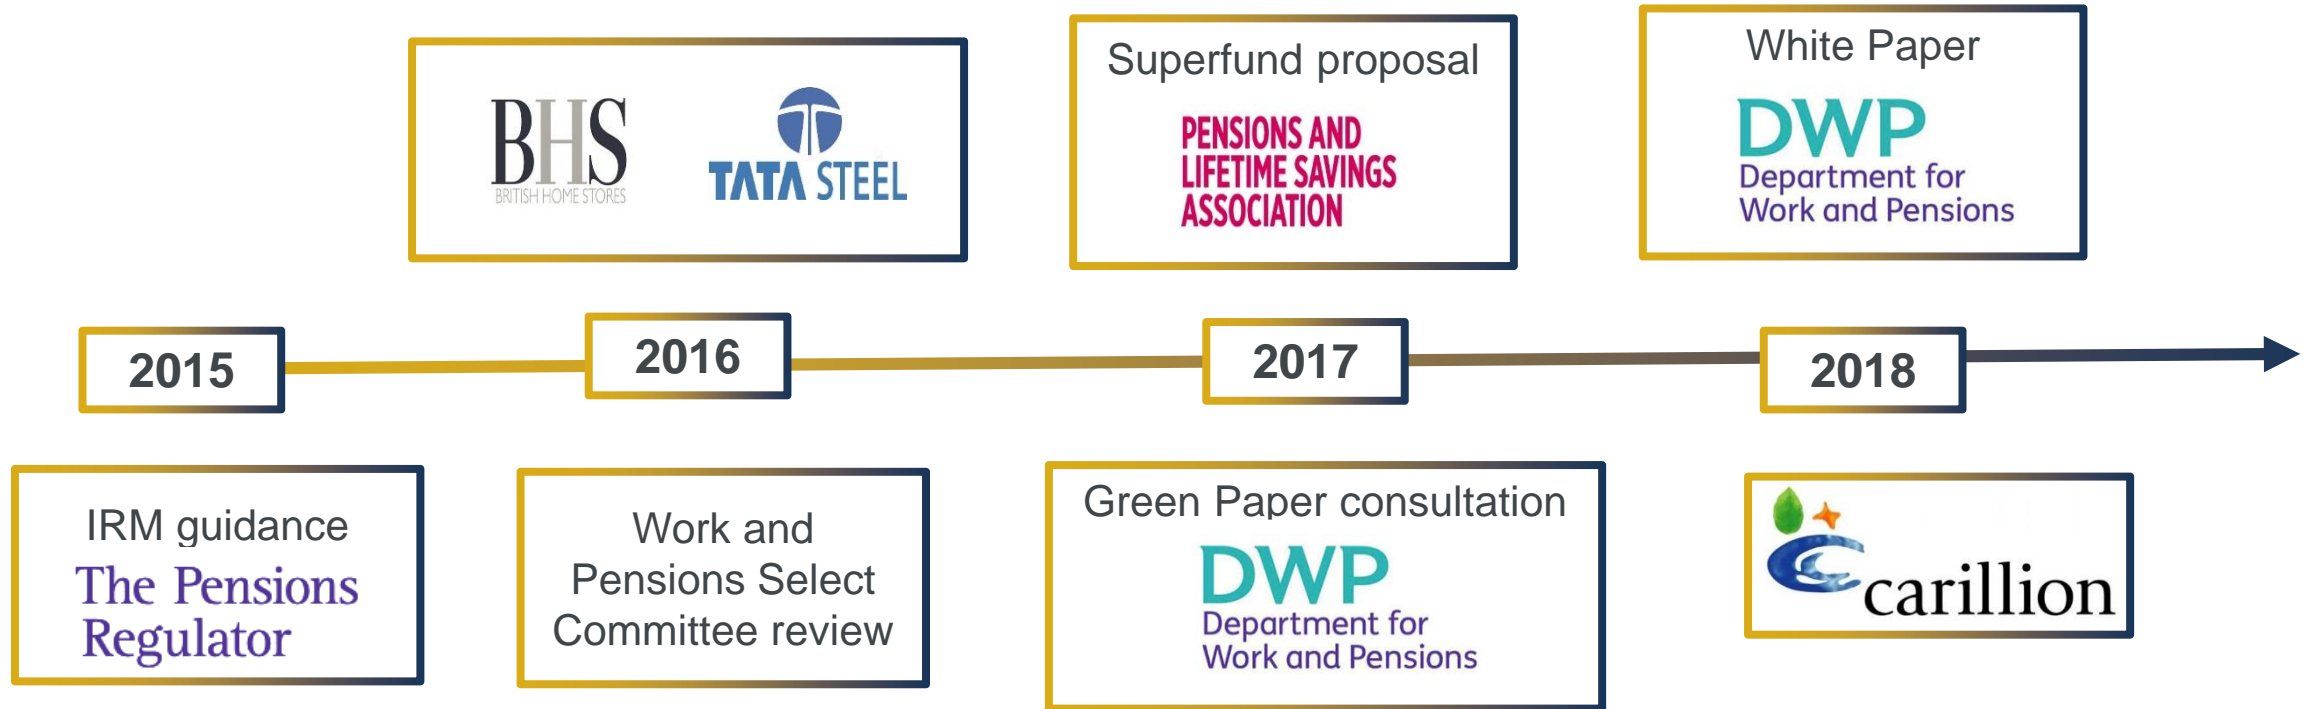 BHS
BRITISH HOME STORES
TATA STEEL
Superfund proposal
PENSIONS AND
LIFETIME SAVINGS
ASSOCIATION
White Paper
DWP
Department for
Work and Pensions
2015
2016
2017
2018
IRM guidance
The Pensions
Regulator
Work and
Pensions Select
Committee review
Green Paper consultation
DWP
Department for
Work and Pensions
carillion